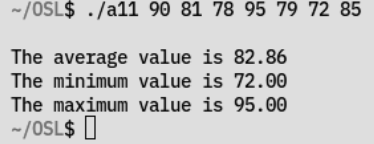 ~/OSL$ ./a11 90 81 78 95 79 72 85
The average value is 82.86
The minimum value is 72.00
The maximum value is 95.00
~/OSL$